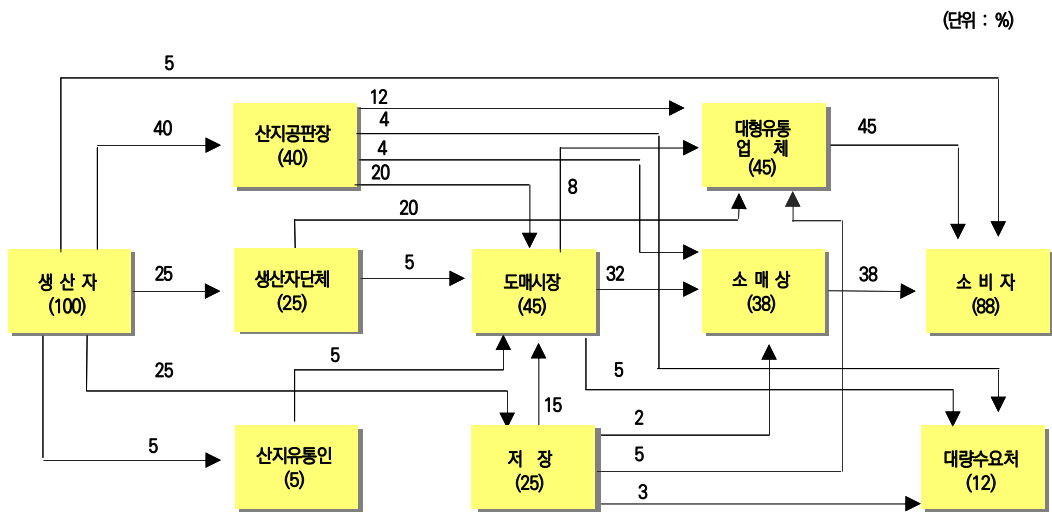 (단위 : %)
5
12
40
산지공판장
(40)
4
4
20
대형유통
업 체
(45)
45
8
20
생 산 자
(100)
25
생산자단체
(25)
5
도매시장
(45)
32
소 매 상
(38)
38
소 비 자
(88)
5
25
5
15
2
5
3
5
산지유통인
(5)
저 장
(25)
대량수요처
(12)